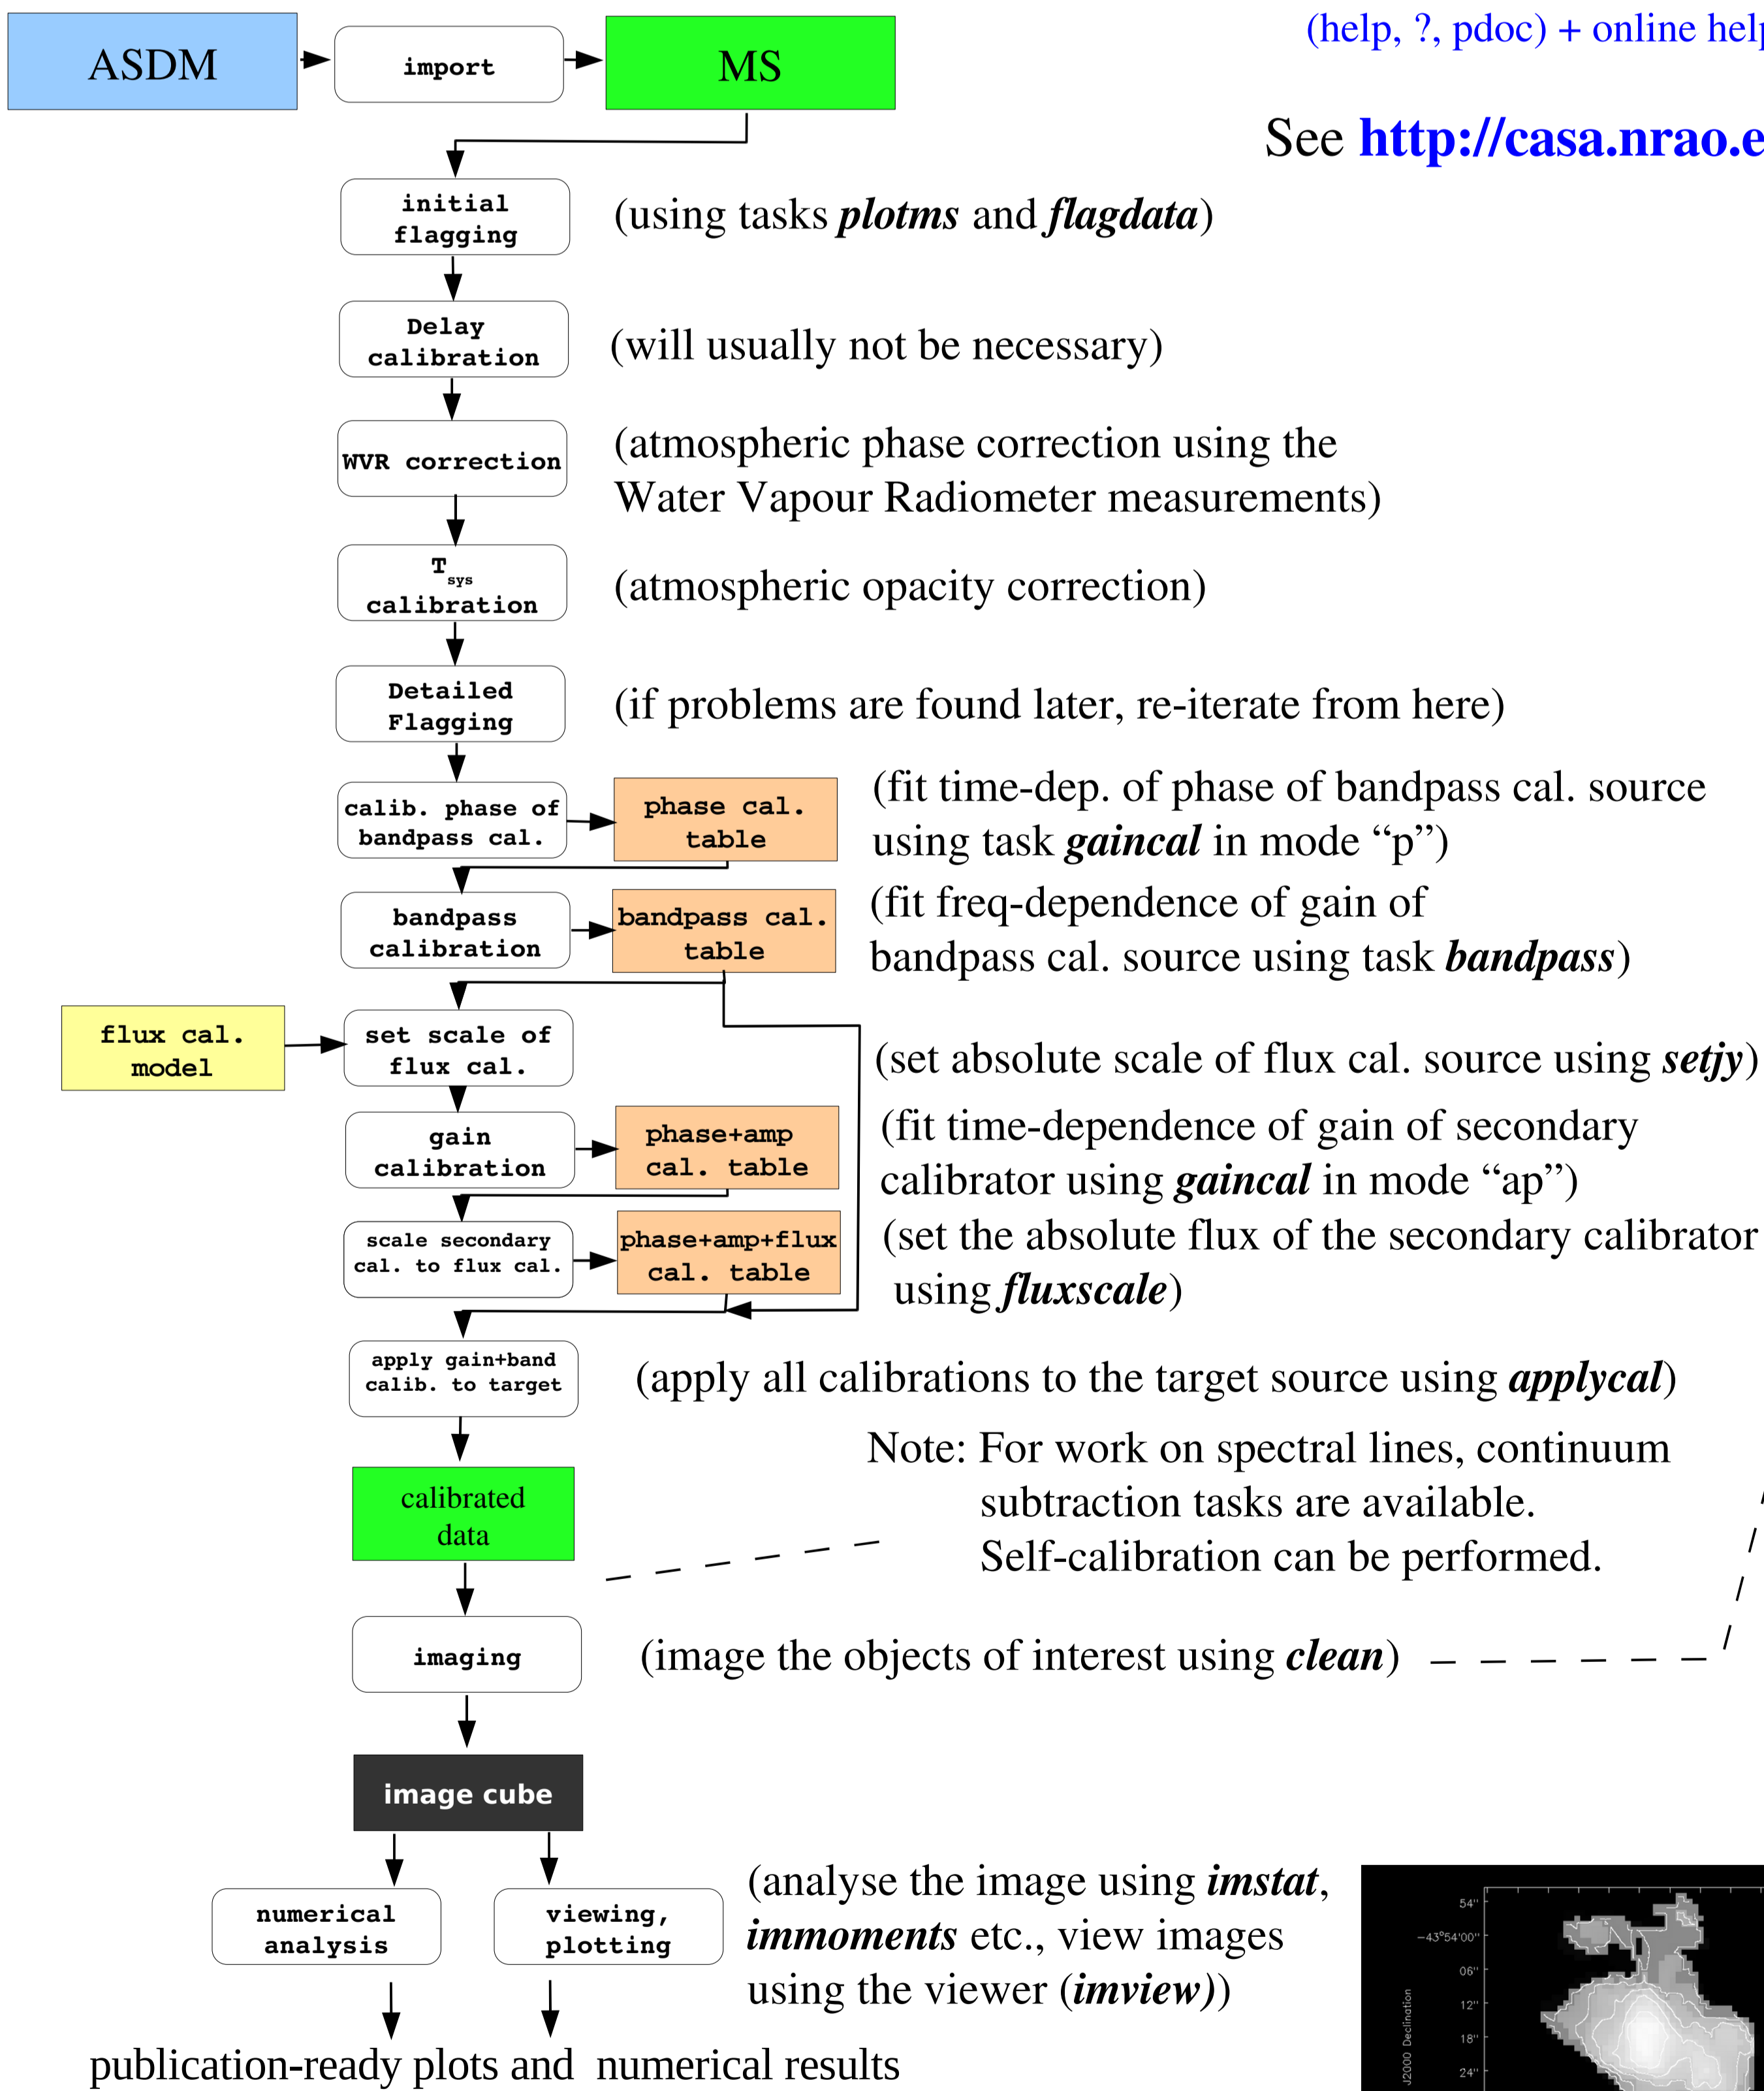 ASDM
import
MS
(help, ?, pdoc) + online help
See http://casa.nrao.e
initial
flagging
(using tasks plotms and flagdata)
Delay
calibration
(will usually not be necessary)
WVR correction
(atmospheric phase correction using the
Water Vapour Radiometer measurements)
Tsys
calibration
(atmospheric opacity correction)
Detailed
Flagging
(if problems are found later, re-iterate from here)
calib. phase of
bandpass cal.
phase cal.
table
(fit time-dep. of phase of bandpass cal. source
using task gaincal in mode “p”)
bandpass
calibration
bandpass cal.
table
(fit freq-dependence of gain of
bandpass cal. source using task bandpass)
flux cal.
model
set scale of
flux cal.
(set absolute scale of flux cal. source using setjy)
gain
calibration
phase+amp
cal. table
(fit time-dependence of gain of secondary
calibrator using gaincal in mode “ap”)
scale secondary
cal. to flux cal.
phase+amp+flux
cal. table
(set the absolute flux of the secondary calibrator
using fluxscale)
apply gain+band
calib. to target
(apply all calibrations to the target source using applycal)
Note: For work on spectral lines, continuum
subtraction tasks are available.
Self-calibration can be performed.
calibrated
data
imaging
(image the objects of interest using clean)
image cube
numerical
analysis
viewing,
plotting
(analyse the image using imstat,
immoments etc., view images
using the viewer (imview))
publication-ready plots and numerical results
J2000 Declination
54"
−43°54'00"
06"
12"
18"
24"